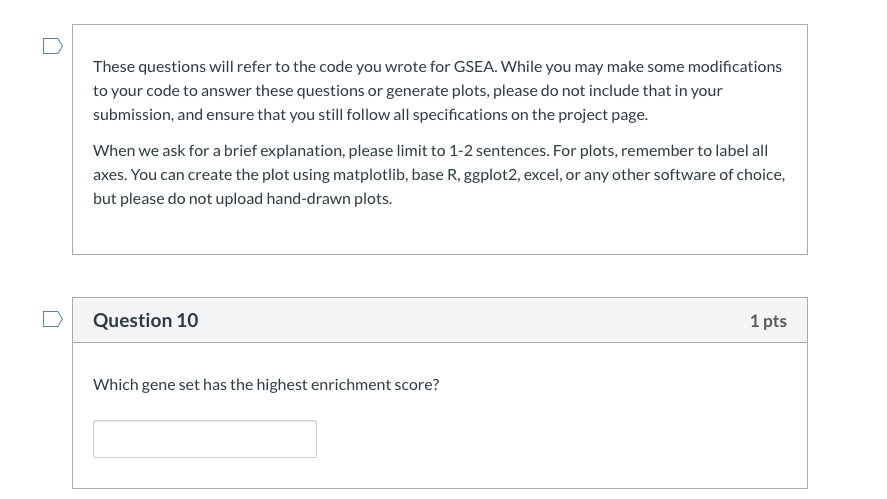 These questions will refer to the code you wrote for GSEA. While you may make some modifications
to your code to answer these questions or generate plots, please do not include that in your
submission, and ensure that you still follow all specifications on the project page.
When we ask for a brief explanation, please limit to 1-2 sentences. For plots, remember to label all
axes. You can create the plot using matplotlib, base R, ggplot2, excel, or any other software of choice,
but please do not upload hand-drawn plots.
Question 10 1 pts
Which gene set has the highest enrichment score?